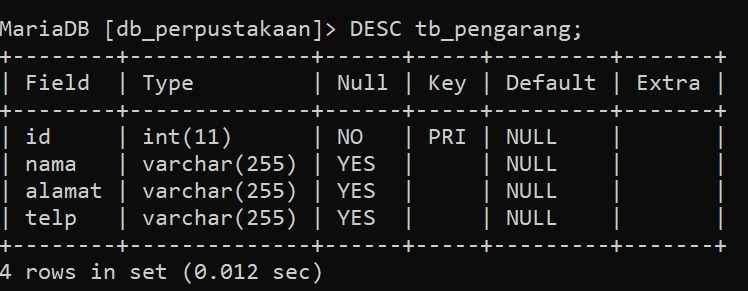 MariaDB [db_perpustakaan]> DESC tb_pengarang;
+--------+--------------+------+-----+---------+-------+
| Field  | Type         | Null | Key | Default | Extra |
+--------+--------------+------+-----+---------+-------+
| id     | int(11)      | NO   | PRI | NULL    |       |
| nama   | varchar(255) | YES  |     | NULL    |       |
| alamat | varchar(255) | YES  |     | NULL    |       |
| telp   | varchar(255) | YES  |     | NULL    |       |
+--------+--------------+------+-----+---------+-------+
4 rows in set (0.012 sec)